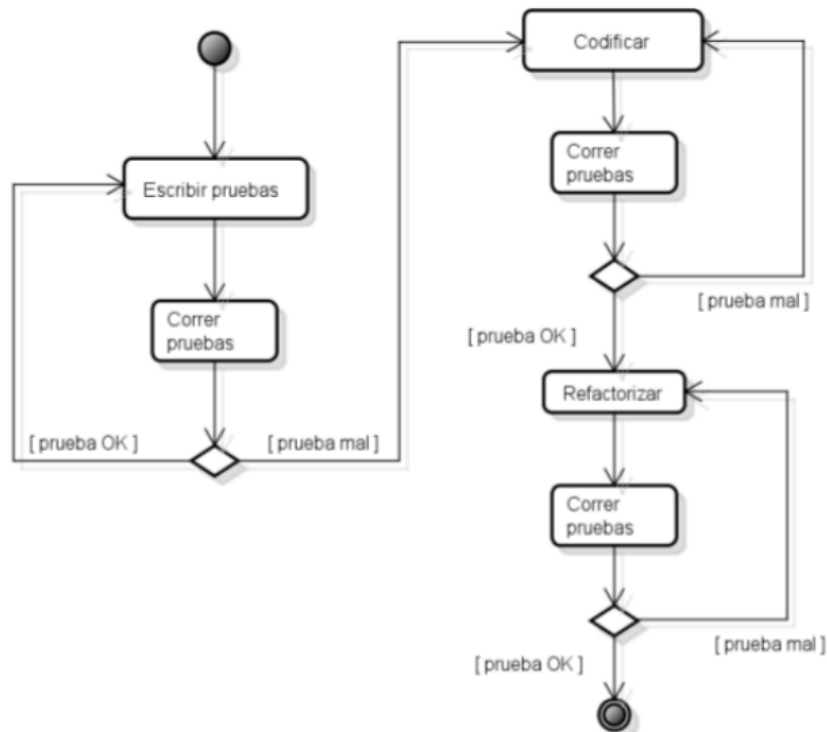 Escribir pruebas
Correr
pruebas
[ prueba OK ]
[ prueba mal ]
Codificar
Correr
pruebas
[ prueba mal ]
[ prueba OK ]
Refactorizar
Correr
pruebas
[ prueba mal ]
[ prueba OK ]